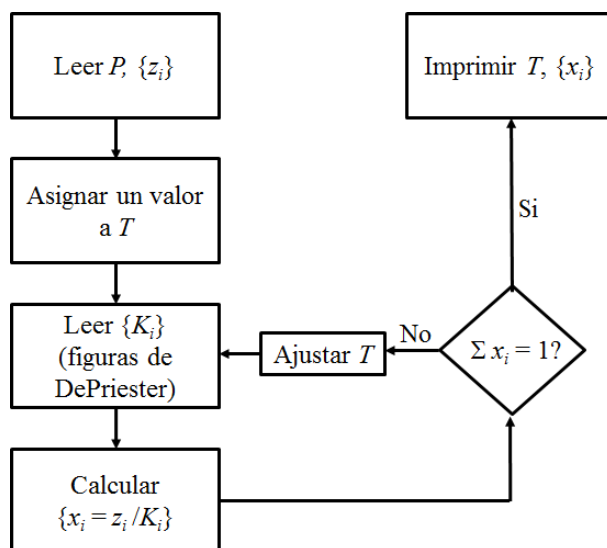 Leer P, {zi}
Asignar un valor
a T
Leer {Ki}
(figuras de
DePriester)
Calcular
{xi = zi /Ki}
Ajustar T
No
Σ xi = 1?
Si
Imprimir T, {xi}